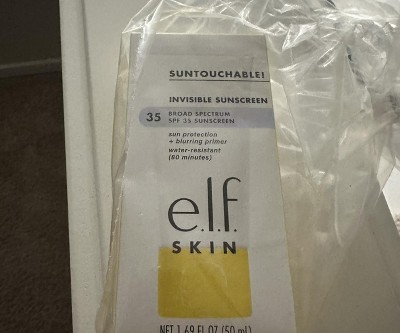 SUNTOUCHABLE!
INVISIBLE SUNSCREEN
35 BROAD SPECTRUM
SPF 35 SUNSCREEN
sun protection
+ blurring primer
water-resistant
(80 minutes)
e.l.f.
SKIN
NET 1.69 FL OZ (50 mL)